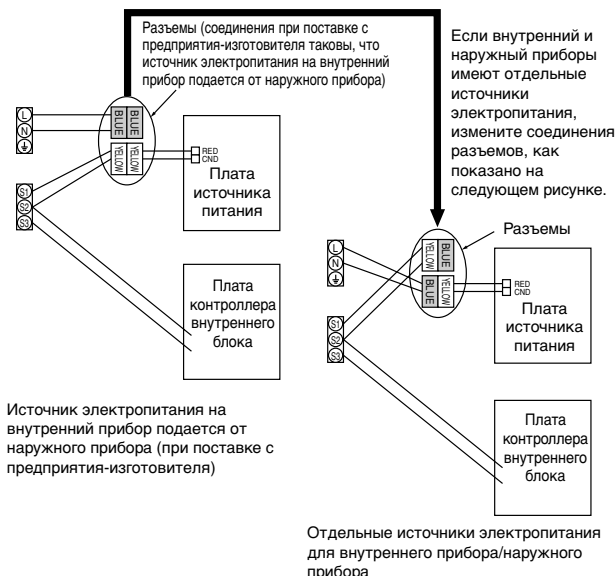 Разъемы (соединения при поставке с
предприятия-изготовителя таковы, что
источник электропитания на внутренний
прибор подается от наружного прибора)
Если внутренний и
наружный приборы
имеют отдельные
источники
электропитания,
измените соединения
разъемов, как
показано на
следующем рисунке.
L
N
BLUE
BLUE
YELLOW
YELLOW
RED
CND
Плата
источника
питания
S1
S2
S3
Плата
контроллера
внутреннего
блока
Источник электропитания на
внутренний прибор подается от
наружного прибора (при поставке с
предприятия-изготовителя)
Разъемы
L
N
YELLOW
BLUE
BLUE
YELLOW
RED
CND
Плата
источника
питания
S1
S2
S3
Плата
контроллера
внутреннего
блока
Отдельные источники электропитания
для внутреннего прибора/наружного
прибора